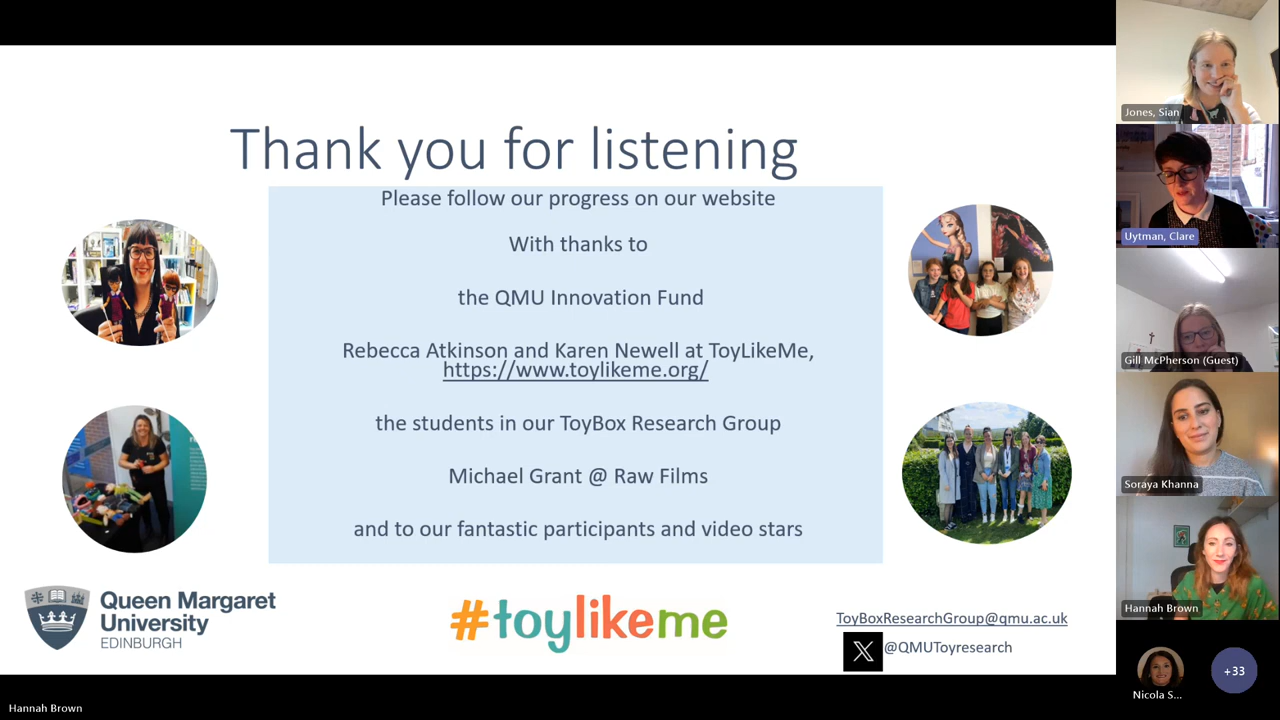 Thank you for listening
Please follow our progress on our website
With thanks to
the QMU Innovation Fund
Rebecca Atkinson and Karen Newell at ToyLikeMe,
https://www.toylikeme.org/
the students in our ToyBox Research Group
Michael Grant @ Raw Films
and to our fantastic participants and video stars
Queen Margaret
University
EDINBURGH
#toylikeme
ToyBoxResearchGroup@qmu.ac.uk
X
@QMUToyresearch
Jones, Sian
Uytman, Clare
Gill McPherson (Guest)
Soraya Khanna
Hannah Brown
Nicola S...
+33
Hannah Brown